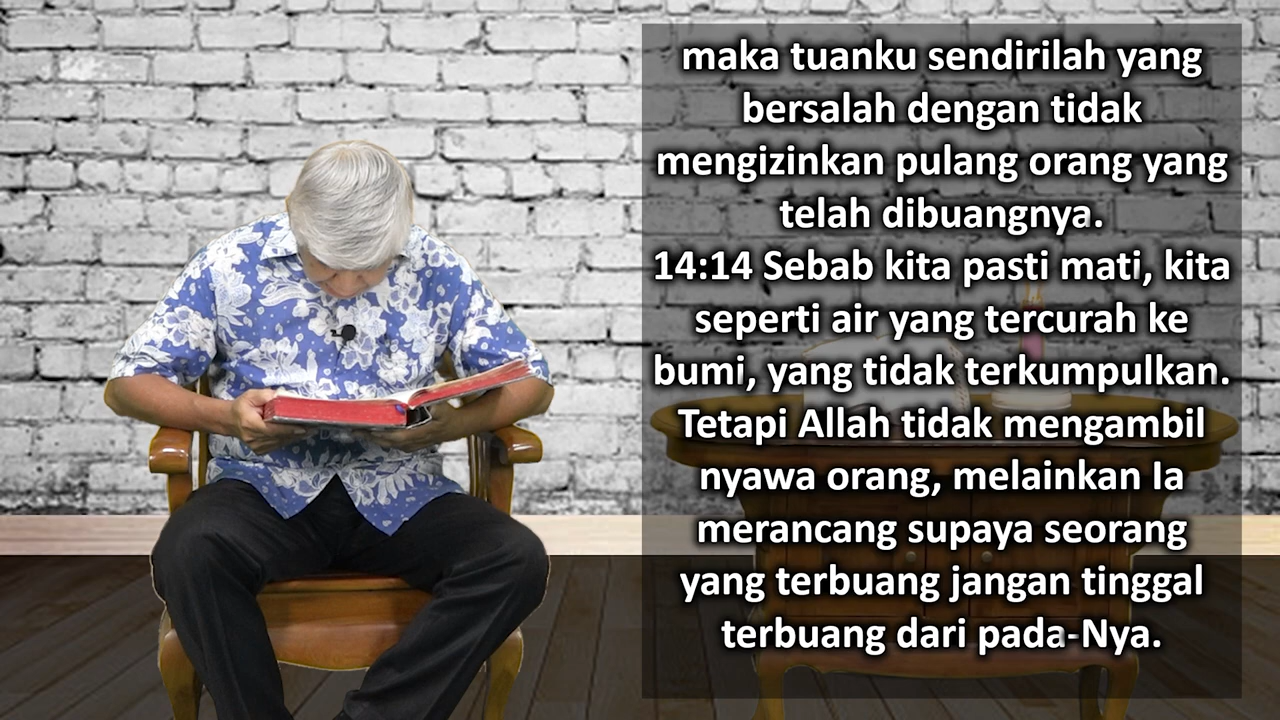 maka tuanku sendirilah yang
bersalah dengan tidak
mengizinkan pulang orang yang
telah dibuangnya.
14:14 Sebab kita pasti mati, kita
seperti air yang tercurah ke
bumi, yang tidak terkumpulkan.
Tetapi Allah tidak mengambil
nyawa orang, melainkan Ia
merancang supaya seorang
yang terbuang jangan tinggal
terbuang dari pada-Nya.